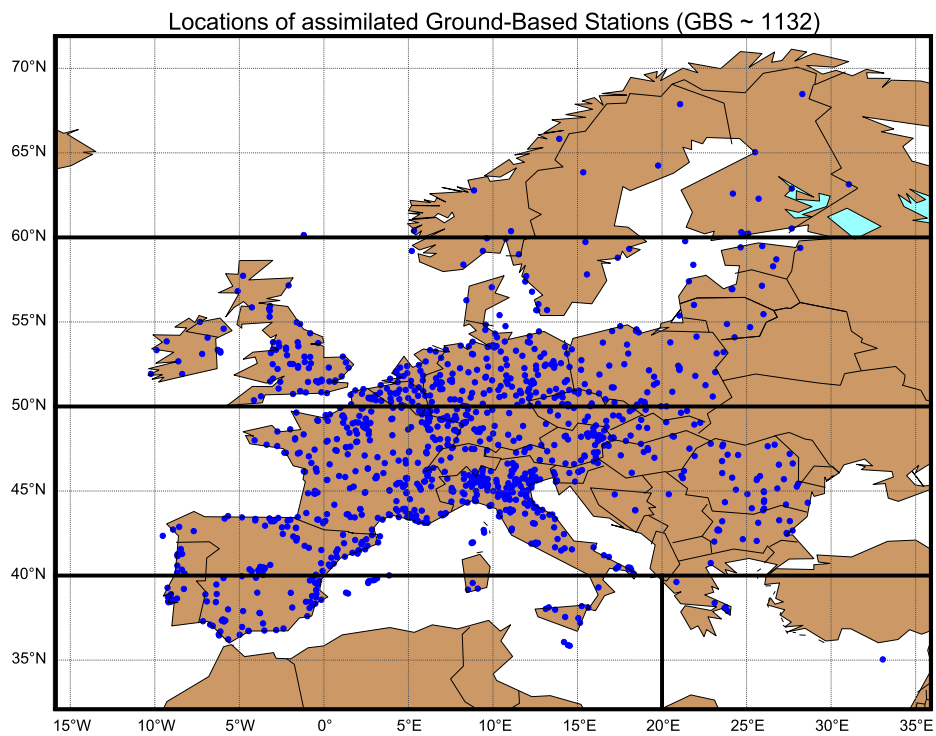 Locations of assimilated Ground-Based Stations (GBS ~ 1132)
70°N
65°N
60°N
55°N
50°N
45°N
40°N
35°N
15°W 10°W 5°W 0° 5°E 10°E 15°E 20°E 25°E 30°E 35°E